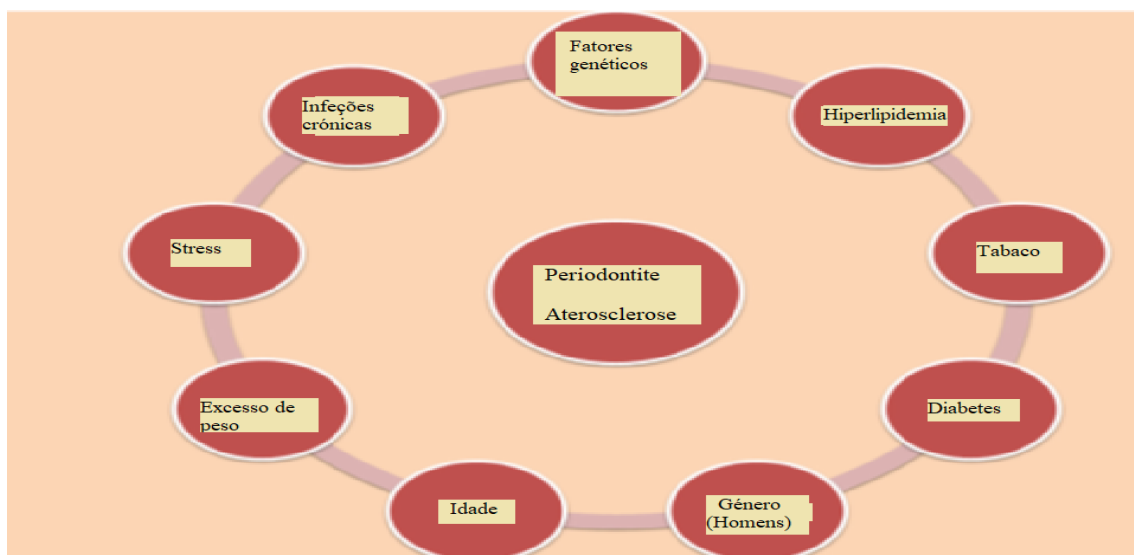 Fatores
genéticos
Hiperlipidemia
Tabaco
Diabetes
Género
(Homens)
Idade
Excesso de
peso
Stress
Infeções
crónicas
Periodontite
Aterosclerose